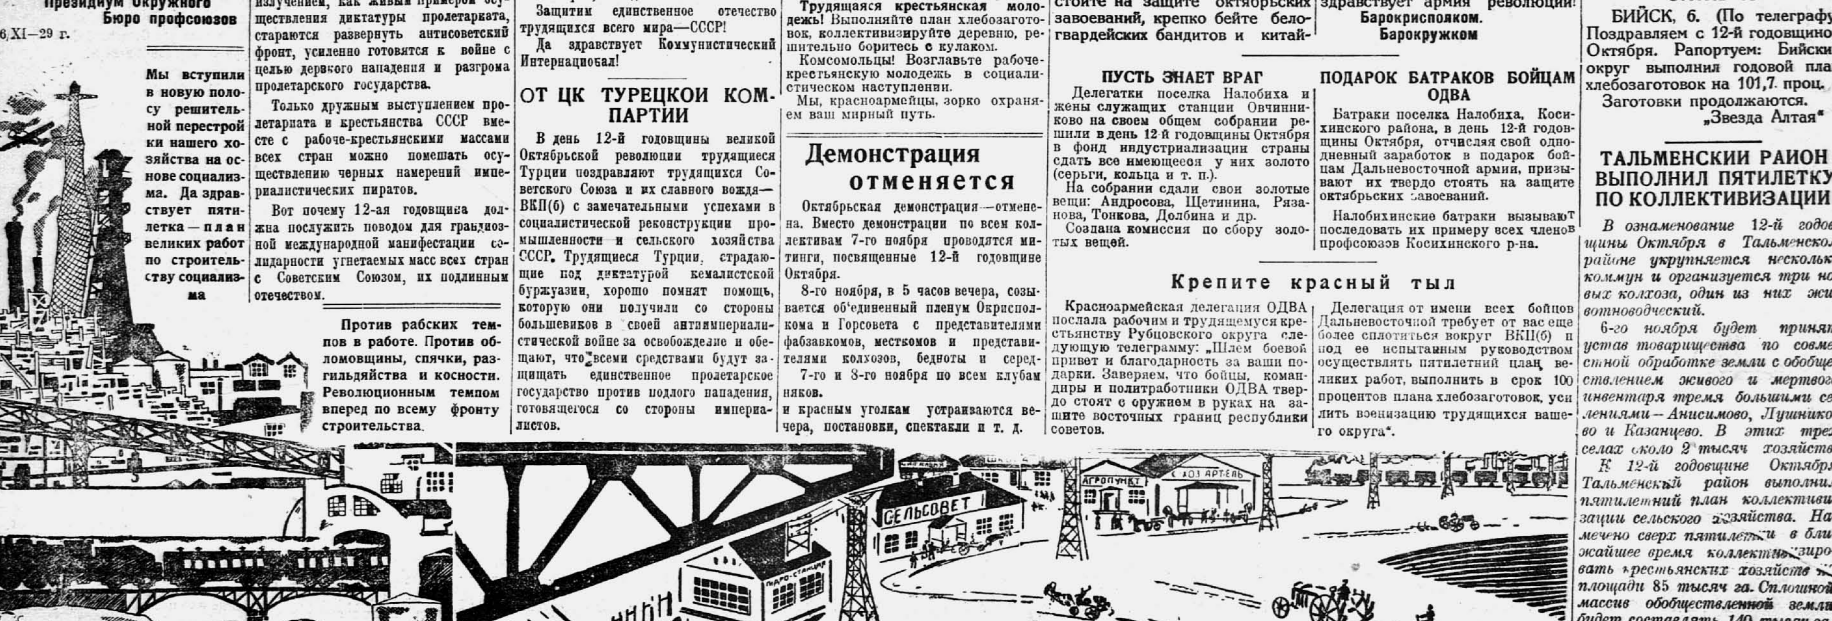 Президиум Окружного
Бюро профсоюзов
6,XI—29 г.
Мы вступили
в новую поло-
су решитель-
ной перестрой
ки нашего хо-
зяйства на ос-
нове социализ-
ма. Да здрав-
ствует пяти-
летка — план
великих работ
по строитель-
ству социализ-
ма
излучением, как живым примером осу-
ществления диктатуры пролетарката,
стараются развернуть антисоветский
фронт, усиленно готовятся к войне с
целью дерзкого нападения и разгрома
пролетарского государства.
Только дружным выступлением про-
летариата и крестьянства СССР вме-
сте с рабоче-крестьянскими массами
всех стран можно помешать осу-
ществлению черных намерений импе-
риалистических пиратов.
Вот почему 12-ая годовщина дол-
жна послужить поводом для грандиоз-
ной международной манифестации со-
лидарности угнетаемых масс всех стран
с Советским Союзом, их подлинным
отечеством.
Против рабских тем-
пов в работе. Против об-
ломовщины, спячки, раз-
гильдяйства и косности.
Революционным темпом
вперед по всему фронту
строительства.
Защитим единственное отечество
трудящихся всего мира—СССР!
Да здравствует Коммунистический
Интернационал!
ОТ ЦК ТУРЕЦКОЙ КОМ-
ПАРТИИ
В день 12-й годовщины великой
Октябрьской революции трудящиеся
Турции поздравляют трудящихся Со-
ветского Союза и их славного вождя—
ВКП(б) с замечательными успехами в
социалистической реконструкции про-
мышленности и сельского хозяйства
СССР. Трудящиеся Турции, страдаю-
щие под диктатурой кемалистской
буржуазии, хорошо помнят помощь,
которую они получили со стороны
большевиков в своей антиимпериали-
стической войне за освобождение и обе-
щают, что всеми средствами будут за-
щищать единственное пролетарское
государство против подлого нападения,
готовящегося со стороны империа-
листов.
Трудящаяся крестьянская моло-
дежь! Выполняйте план хлебозагото-
вок, коллективизируйте деревню, ре-
шительно боритесь с кулаком.
Комсомольцы! Возглавьте рабоче-
крестьянскую молодежь в социали-
стическом наступлении.
Мы, красноармейцы, зорко охраня-
ем ваш мирный путь.
Демонстрация
отменяется
Октябрьская демонстрация—отмене-
на. Вместо демонстрации по всем кол-
лективам 7-го ноября проводятся ми-
тинги, посвященные 12-й годовщине
Октября.
8-го ноября, в 5 часов вечера, созы-
вается об'единенный пленум Окриспол-
кома и Горсовета с представителями
фабзавкомов, месткомов и представи-
телями колхозов, бедноты и серед-
7-го и 8-го ноября по всем клубам
няков.
и красным уголкам устраиваются ве-
чера, постановки, спектакли и т. д.
стойте на защите октябрьских
завоеваний, крепко бейте бело-
гвардейских бандитов и китай-
здравствует армия революции!
Барокрисполком.
Барокружком
ПУСТЬ ЗНАЕТ ВРАГ
Делегатки поселка Налобиха и
жены служащих станции Овчинни-
ково на своем общем собрании ре-
шили в день 12-й годовщины Октября
в фонд индустриализации страны
сдать все имеющееся у них золото
(серьги, кольца и т. п.).
На собрании сдали свои золотые
вещи: Андросова, Щетинина, Ряза-
нова, Тонкова, Долбина и др.
Создана комиссия по сбору золо-
тых вещей.
ПОДАРОК БАТРАКОВ БОЙЦАМ
ОДВА
Батраки поселка Налобиха, Коси-
хинского района, в день 12-й годов-
щины Октября, отчисляя свой одно-
дневный заработок в подарок бой-
цам Дальневосточной армии, призы-
вают их твердо стоять на защите
октябрьских завоеваний.
Налобихинские батраки вызывают
последовать их примеру всех членов
профсоюзов Косихинского р-на.
Крепите красный тыл
Красноармейская делегация ОДВА
послала рабочим и трудящемуся кре-
стьянству Рубцовского округа сле-
дующую телеграмму: „Шлем боевой
привет и благодарность за ваши по-
дарки. Заверяем, что бойцы, коман-
диры и политработники ОДВА твер-
до стоят с оружием в руках на за-
щите восточных границ республики
советов.
Делегация от имени всех бойцов
Дальневосточной требует от вас еще
более сплотиться вокруг ВКП(б) и
под ее испытанным руководством
осуществлять пятилетний план ве-
ликих работ, выполнить в срок 100
процентов плана хлебозаготовок, уси
лить военизацию трудящихся ваше-
го округа“.
БИЙСК, 6. (По телеграфу
Поздравляем с 12-й годовщиной
Октября. Рапортуем: Бийски
округ выполнил годовой пла
хлебозаготовок на 101,7. проц.
Заготовки продолжаются.
„Звезда Алтая“
ТАЛЬМЕНСКИЙ РАЙОН
ВЫПОЛНИЛ ПЯТИЛЕТКУ
ПО КОЛЛЕКТИВИЗАЦИИ
В ознаменование 12-й годов
щины Октября в Тальменско.
районе укрупняется нескольк
коммун и организуется три но
вых колхоза, один из них жи
вотноводческий.
6-го ноября будет принят
устав товарищества по совме
стной обработке земли с обобще
ствлением живого и мертвого
инвентаря тремя большими се
лениями—Анисимово, Лушнико
во и Казанцево. В этих трех
селах около 2 тысяч хозяйств
К 12-й годовщине Октябр
Тальменский район выполнил
пятилетний план коллективи
зации сельского хозяйства. На
мечено сверх пятилетки в бли
жайшее время коллективизиро-
вать крестьянских хозяйств
площади 85 тысяч га. Сплошной
массив обобществленной земли
будет составлять 140 тысяч
СЕЛЬСОВЕТ
АГРОПУНКТ
С ХОЗ АРТЕЛЬ
ГИДРО-СТАНЦИЯ